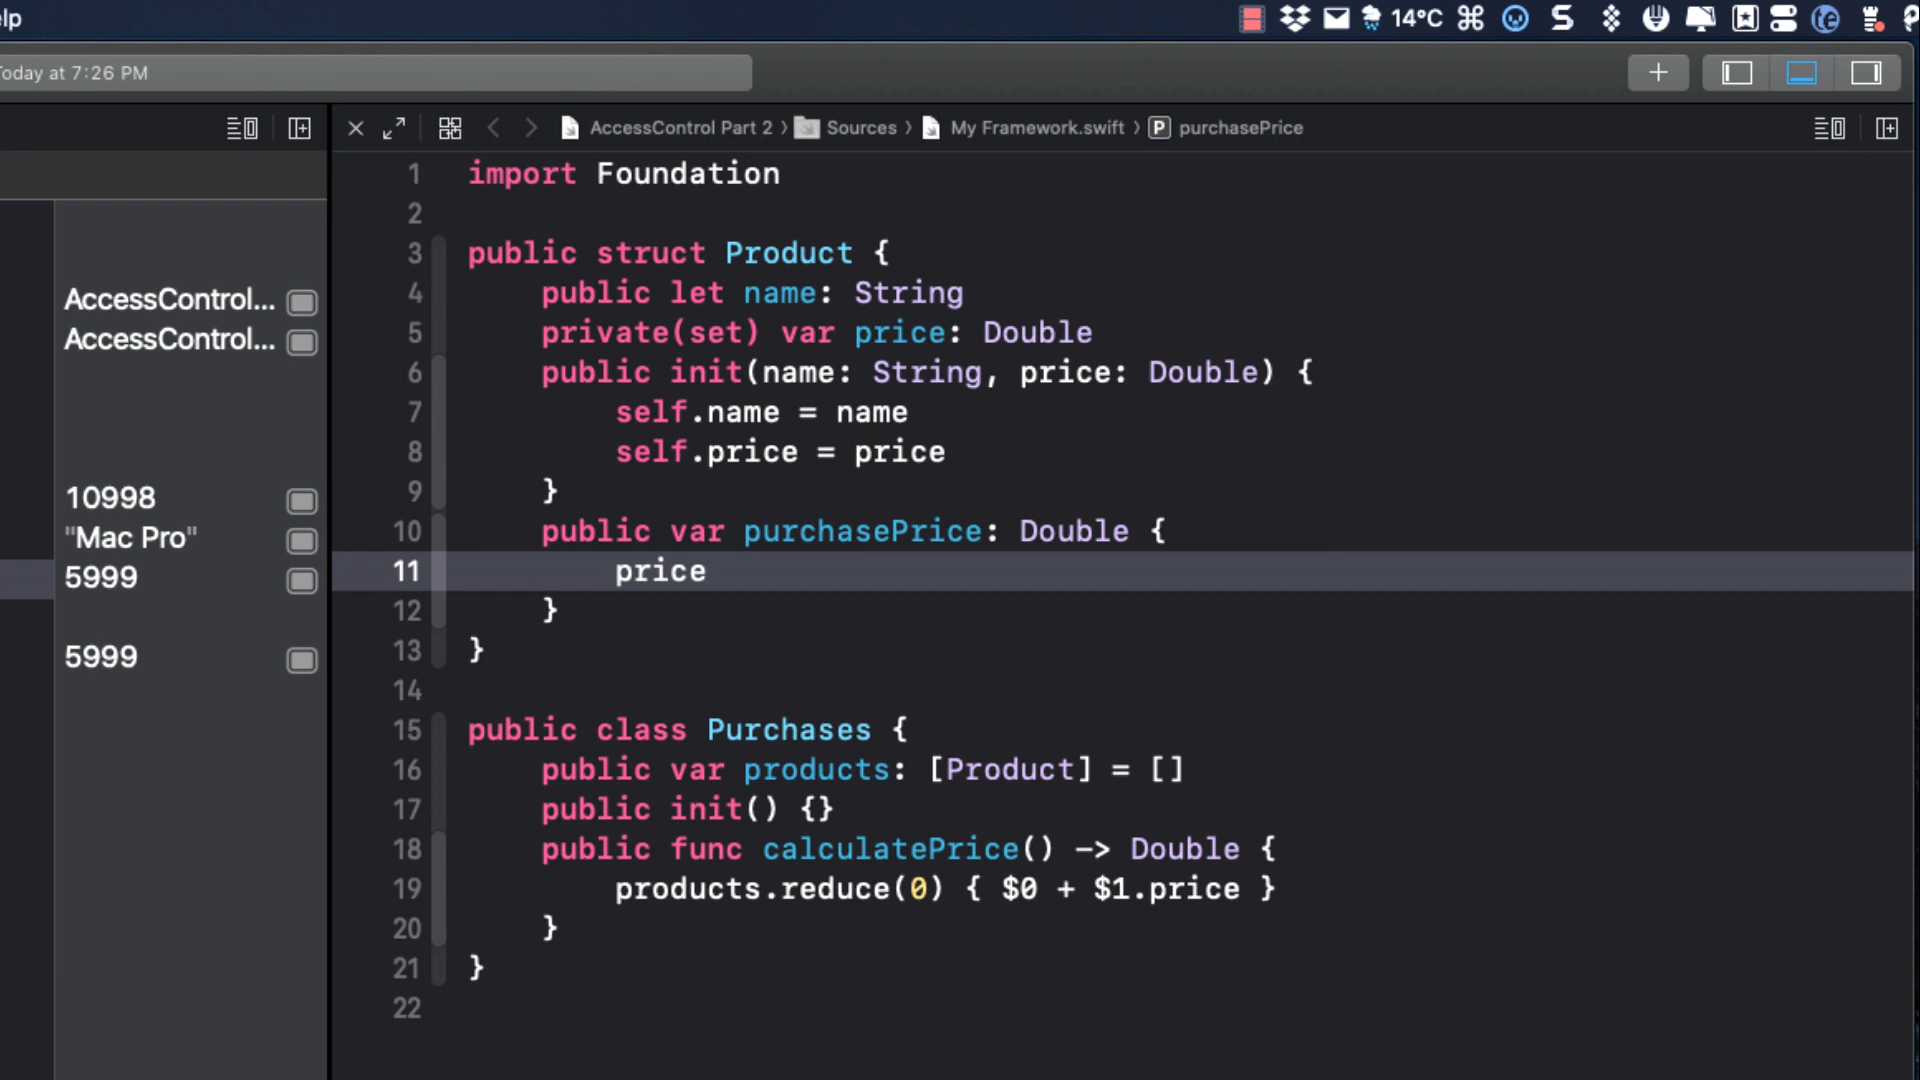 elp
14°C
Today at 7:26 PM
AccessControl Part 2 〉 Sources 〉 My Framework.swift 〉 P purchasePrice
AccessControl...
AccessControl...
10998
"Mac Pro"
5999
5999
1 import Foundation
2
3 public struct Product {
4 public let name: String
5 private(set) var price: Double
6 public init(name: String, price: Double) {
7 self.name = name
8 self.price = price
9 }
10 public var purchasePrice: Double {
11 price
12 }
13 }
14
15 public class Purchases {
16 public var products: [Product] = []
17 public init() {}
18 public func calculatePrice() -> Double {
19 products.reduce(0) { $0 + $1.price }
20 }
21 }
22